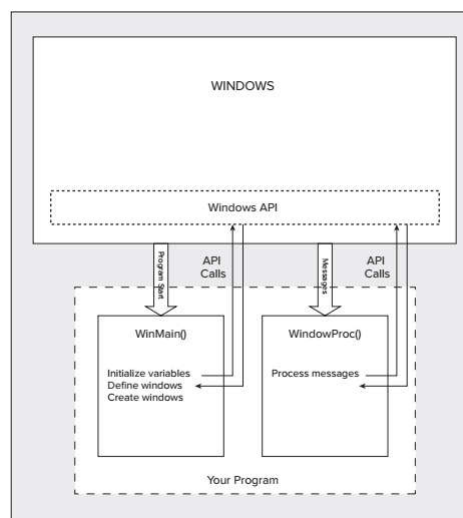 WINDOWS
Windows API
Program Start
API
Calls
Messages
API
Calls
WinMain()
Initialize variables
Define windows
Create windows
WindowProc()
Process messages
Your Program